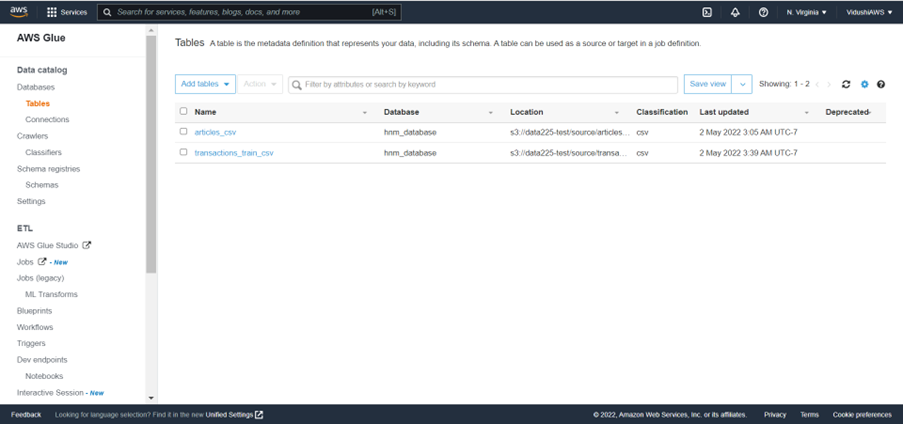 aws Services Search for services, features, blogs, docs, and more [Alt+S] N. Virginia VidushiAWS
AWS Glue
Data catalog
Databases
Tables
Connections
Crawlers
Classifiers
Schema registries
Schemas
Settings
ETL
AWS Glue Studio
Jobs - New
Jobs (legacy)
ML Transforms
Blueprints
Workflows
Triggers
Dev endpoints
Notebooks
Interactive Session - New
Tables A table is the metadata definition that represents your data, including its schema. A table can be used as a source or target in a job definition.
Add tables Action Filter by attributes or search by keyword Save view Showing: 1 - 2
Name Database Location Classification Last updated Deprecated
articles_csv hnm_database s3://data225-test/source/articles... csv 2 May 2022 3:05 AM UTC-7
transactions_train_csv hnm_database s3://data225-test/source/transa... csv 2 May 2022 3:39 AM UTC-7
Feedback Looking for language selection? Find it in the new Unified Settings © 2022, Amazon Web Services, Inc. or its affiliates. Privacy Terms Cookie preferences